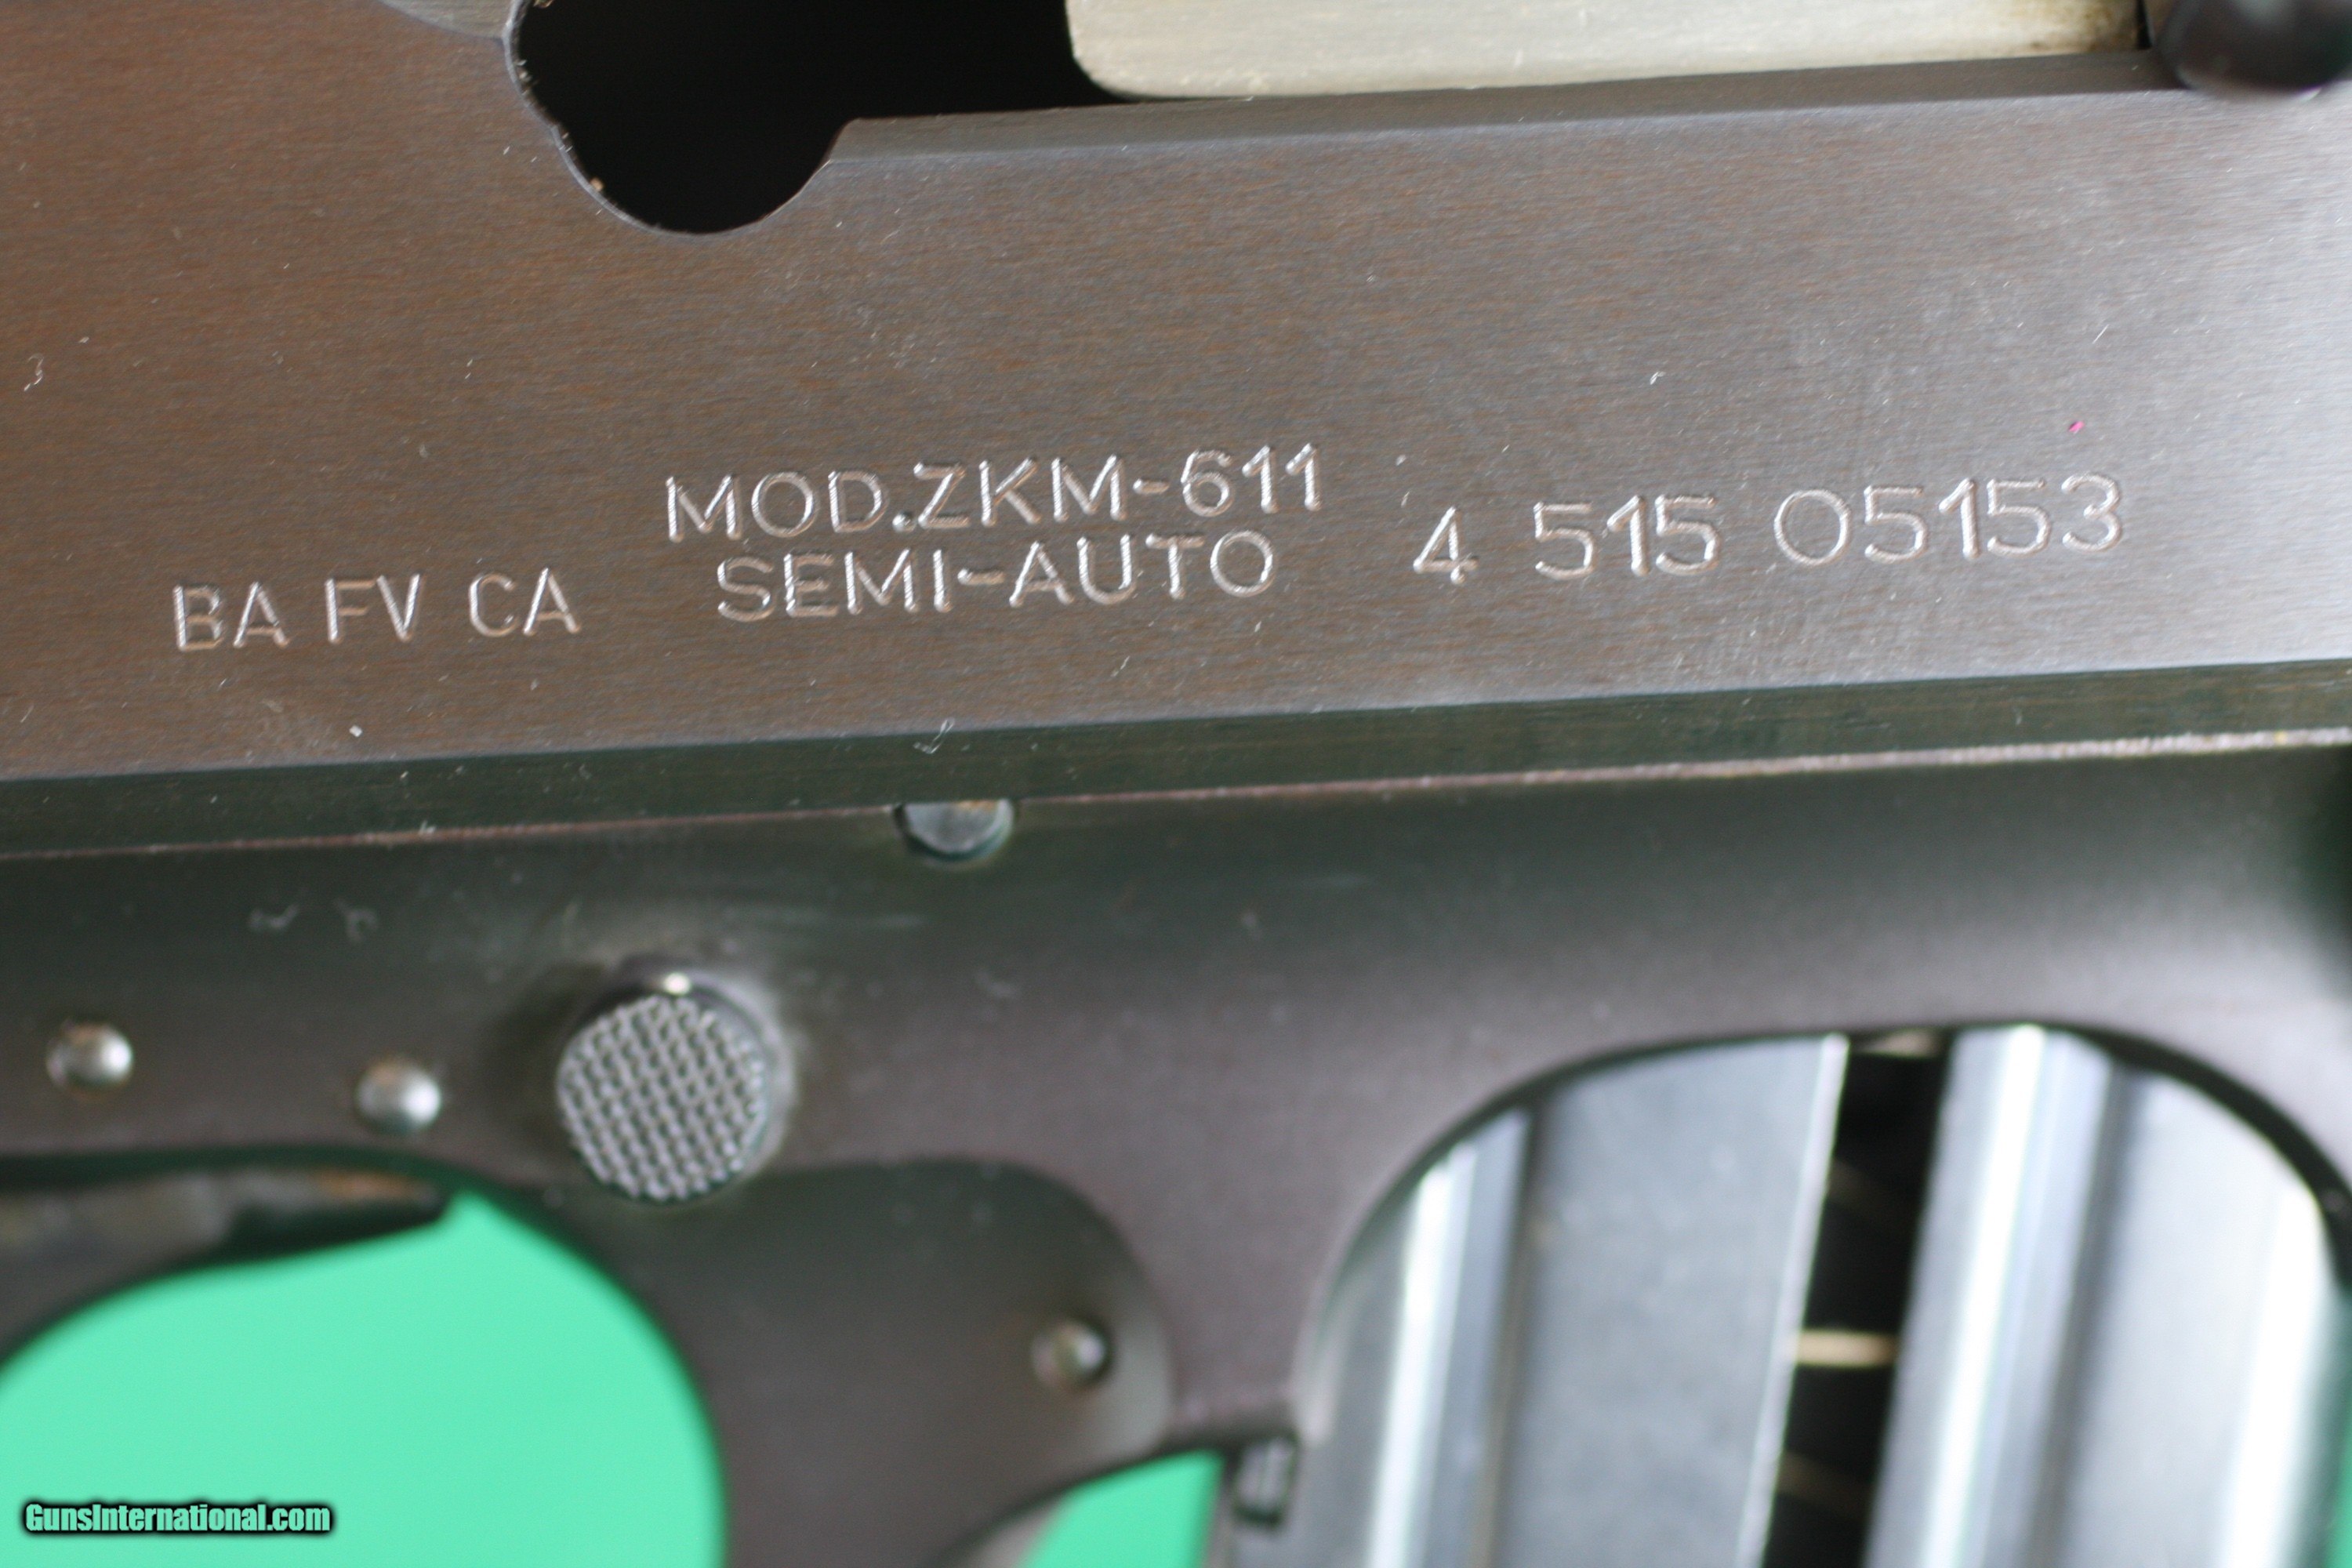 MOD.ZKM-611
BA FV CA SEMI-AUTO 4 515 05153
GunsInternational.com